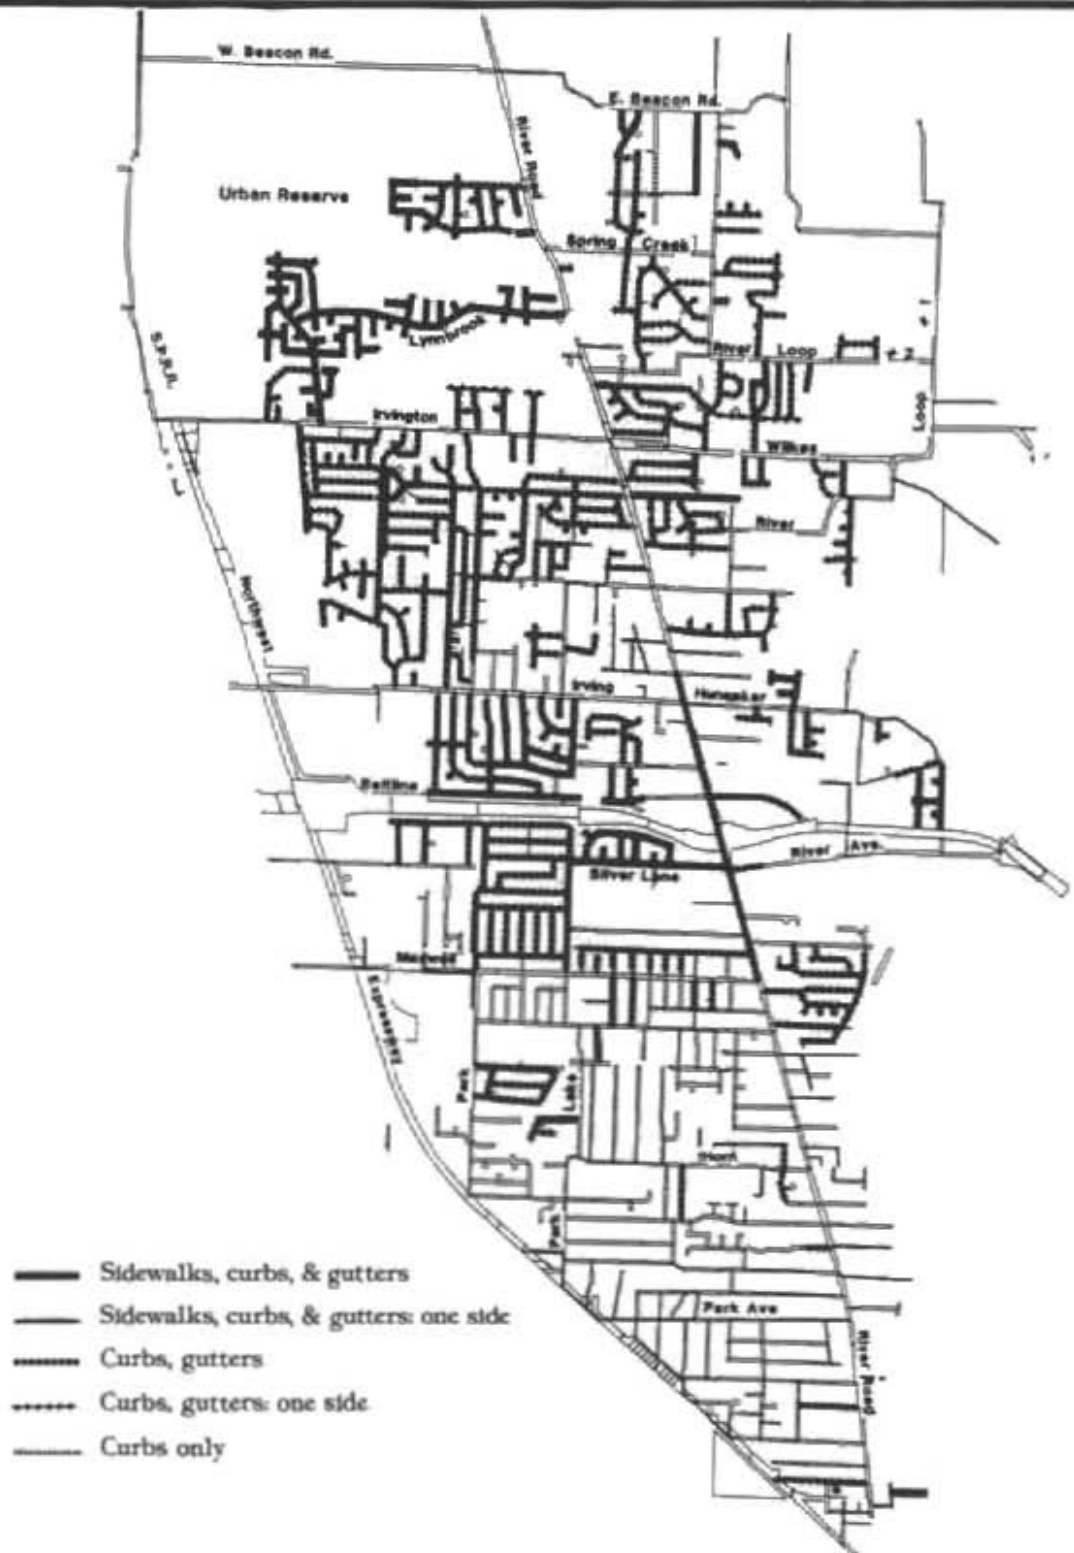 W. Beacon Rd.
E. Beacon Rd.
River Road
Urban Reserve
Spring Creek
Lynnbrook
River Loop
S.P.R.R.
Irvington
Loop
Wilkes
River
Northwest
Irving
Hunsaker
Beltline
River Ave.
Silver Lane
Maxwell
Expressway
Park
Lake
Horn
Park
Park Ave
River Road
Sidewalks, curbs, & gutters
Sidewalks, curbs, & gutters: one side
Curbs, gutters
Curbs, gutters: one side
Curbs only